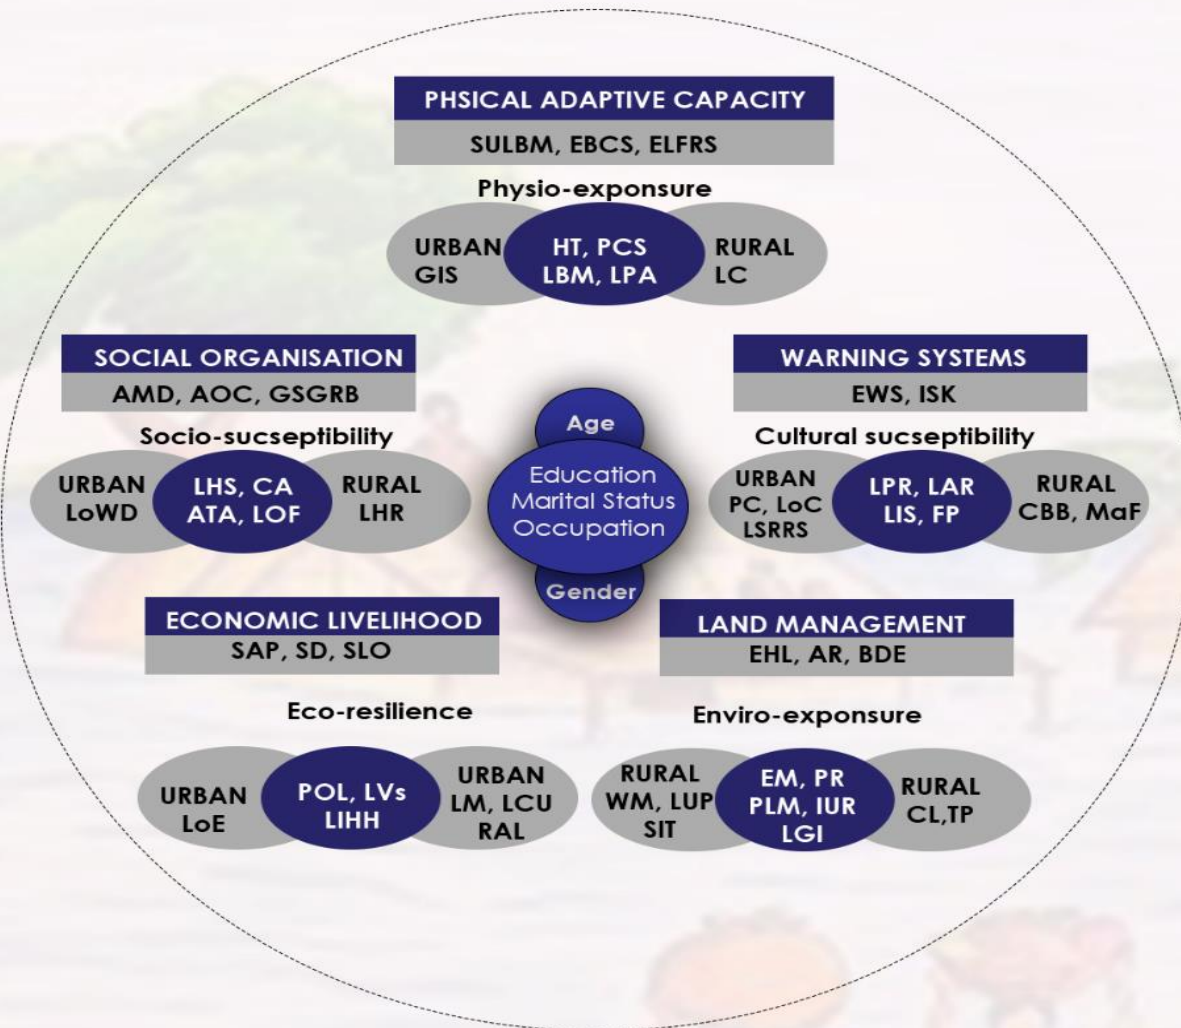 PHSICAL ADAPTIVE CAPACITY
SULBM, EBCS, ELFRS
Physio-exponsure
URBAN
GIS
HT, PCS
LBM, LPA
RURAL
LC
SOCIAL ORGANISATION
AMD, AOC, GSGRB
Socio-sucseptibility
URBAN
LoWD
LHS, CA
ATA, LOF
RURAL
LHR
Age
Education
Marital Status
Occupation
Gender
WARNING SYSTEMS
EWS, ISK
Cultural sucseptibility
URBAN
PC, LoC
LSRRS
LPR, LAR
LIS, FP
RURAL
CBB, MaF
ECONOMIC LIVELIHOOD
SAP, SD, SLO
Eco-resilience
URBAN
LoE
POL, LVs
LIHH
URBAN
LM, LCU
RAL
LAND MANAGEMENT
EHL, AR, BDE
Enviro-exponsure
RURAL
WM, LUP
SIT
EM, PR
PLM, IUR
LGI
RURAL
CL,TP